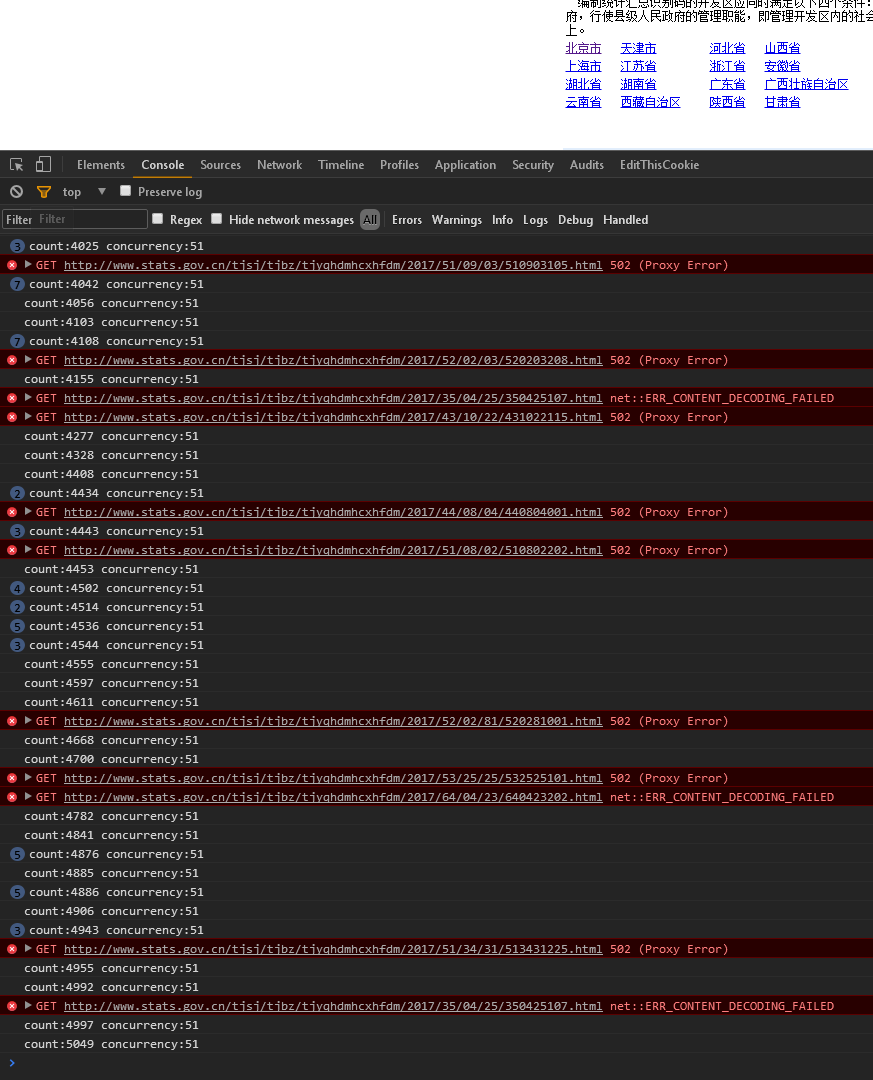 编制统计汇总识别码的开发区应同时满足以下四个条件：
府，行使县级人民政府的管理职能，即管理开发区内的社会
上。
北京市 天津市 河北省 山西省
上海市 江苏省 浙江省 安徽省
湖北省 湖南省 广东省 广西壮族自治区
云南省 西藏自治区 陕西省 甘肃省
Elements Console Sources Network Timeline Profiles Application Security Audits EditThisCookie
top Preserve log
Filter Filter Regex Hide network messages All Errors Warnings Info Logs Debug Handled
3 count:4025 concurrency:51
GET http://www.stats.gov.cn/tjsj/tjbz/tjyqhdmhcxhfdm/2017/51/09/03/510903105.html 502 (Proxy Error)
7 count:4042 concurrency:51
count:4056 concurrency:51
count:4103 concurrency:51
7 count:4108 concurrency:51
GET http://www.stats.gov.cn/tjsj/tjbz/tjyqhdmhcxhfdm/2017/52/02/03/520203208.html 502 (Proxy Error)
count:4155 concurrency:51
GET http://www.stats.gov.cn/tjsj/tjbz/tjyqhdmhcxhfdm/2017/35/04/25/350425107.html net::ERR_CONTENT_DECODING_FAILED
GET http://www.stats.gov.cn/tjsj/tjbz/tjyqhdmhcxhfdm/2017/43/10/22/431022115.html 502 (Proxy Error)
count:4277 concurrency:51
count:4328 concurrency:51
count:4408 concurrency:51
2 count:4434 concurrency:51
GET http://www.stats.gov.cn/tjsj/tjbz/tjyqhdmhcxhfdm/2017/44/08/04/440804001.html 502 (Proxy Error)
3 count:4443 concurrency:51
GET http://www.stats.gov.cn/tjsj/tjbz/tjyqhdmhcxhfdm/2017/51/08/02/510802202.html 502 (Proxy Error)
count:4453 concurrency:51
4 count:4502 concurrency:51
2 count:4514 concurrency:51
5 count:4536 concurrency:51
3 count:4544 concurrency:51
count:4555 concurrency:51
count:4597 concurrency:51
count:4611 concurrency:51
GET http://www.stats.gov.cn/tjsj/tjbz/tjyqhdmhcxhfdm/2017/52/02/81/520281001.html 502 (Proxy Error)
count:4668 concurrency:51
count:4700 concurrency:51
GET http://www.stats.gov.cn/tjsj/tjbz/tjyqhdmhcxhfdm/2017/53/25/25/532525101.html 502 (Proxy Error)
GET http://www.stats.gov.cn/tjsj/tjbz/tjyqhdmhcxhfdm/2017/64/04/23/640423202.html net::ERR_CONTENT_DECODING_FAILED
count:4782 concurrency:51
count:4841 concurrency:51
5 count:4876 concurrency:51
count:4885 concurrency:51
5 count:4886 concurrency:51
count:4906 concurrency:51
3 count:4943 concurrency:51
GET http://www.stats.gov.cn/tjsj/tjbz/tjyqhdmhcxhfdm/2017/51/34/31/513431225.html 502 (Proxy Error)
count:4955 concurrency:51
count:4992 concurrency:51
GET http://www.stats.gov.cn/tjsj/tjbz/tjyqhdmhcxhfdm/2017/35/04/25/350425107.html net::ERR_CONTENT_DECODING_FAILED
count:4997 concurrency:51
count:5049 concurrency:51